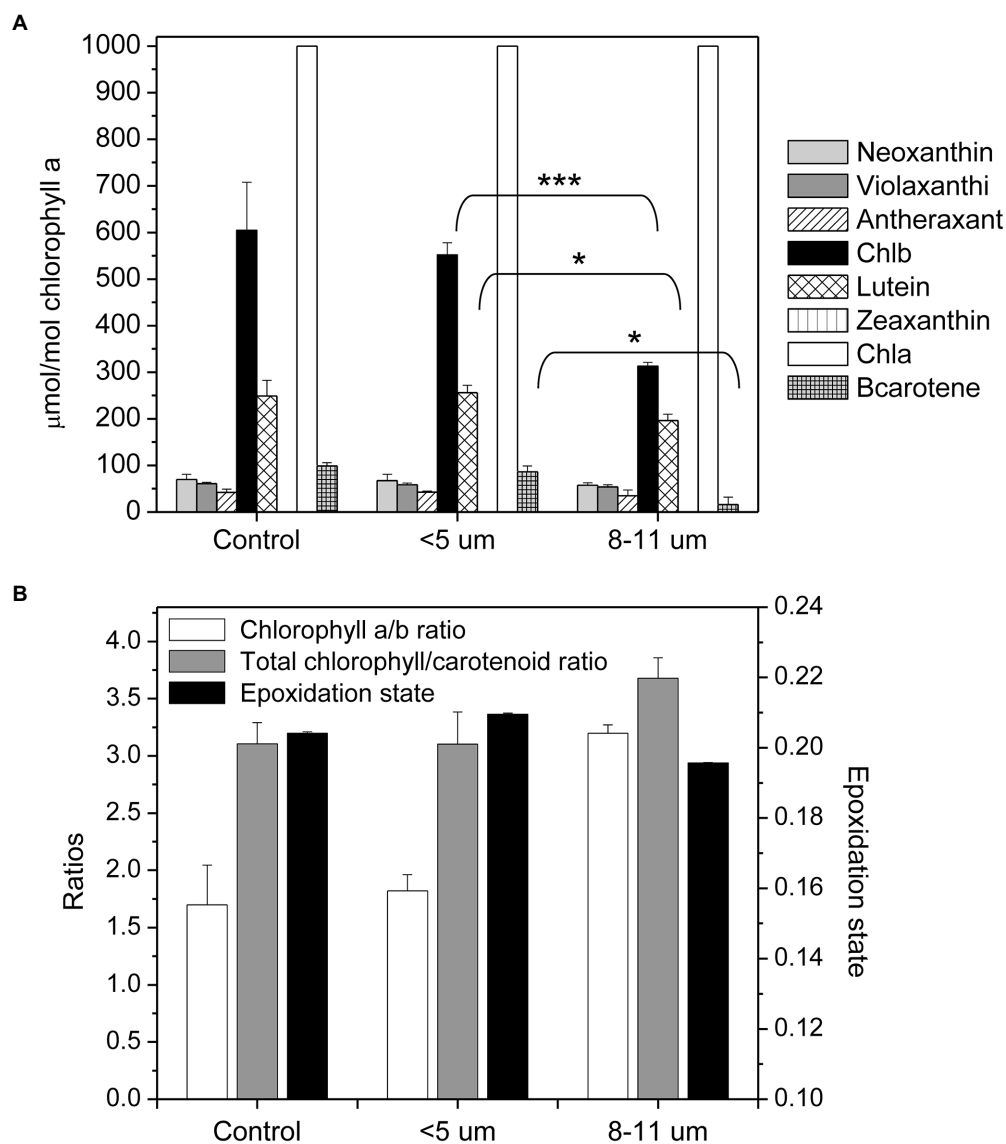 A
μmol/mol chlorophyll a
1000
900
800
700
600
500
400
300
200
100
0
***
*
*
Control
<5 um
8-11 um
Neoxanthin
Violaxanthi
Antheraxant
Chlb
Lutein
Zeaxanthin
Chla
Bcarotene
B
Ratios
4.0
3.5
3.0
2.5
2.0
1.5
1.0
0.5
0.0
Chlorophyll a/b ratio
Total chlorophyll/carotenoid ratio
Epoxidation state
0.24
0.22
0.20
0.18
0.16
0.14
0.12
0.10
Epoxidation state
Control
<5 um
8-11 um